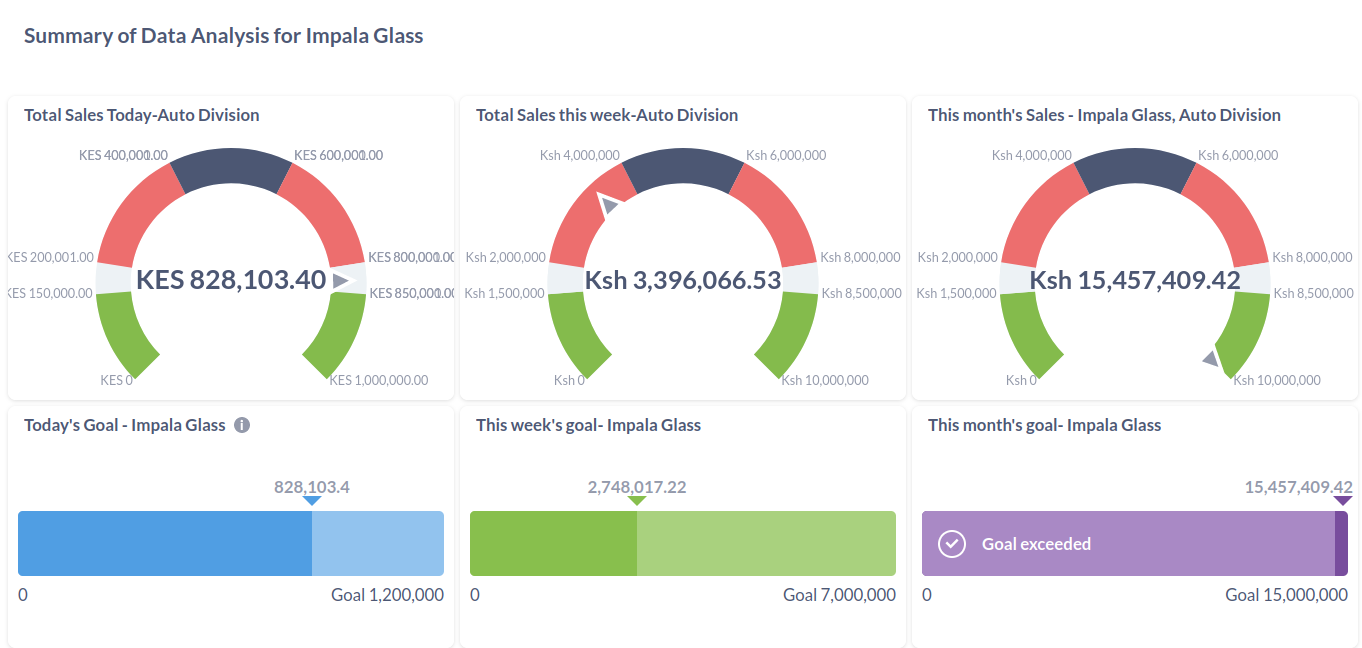 Summary of Data Analysis for Impala Glass
Total Sales Today-Auto Division
KES 400,001.00
KES 600,001.00
KES 200,001.00
KES 800,001.00
KES 828,103.40
KES 150,000.00
KES 850,001.00
KES 0
KES 1,000,000.00
Total Sales this week-Auto Division
Ksh 4,000,000
Ksh 6,000,000
Ksh 2,000,000
Ksh 8,000,000
Ksh 3,396,066.53
Ksh 1,500,000
Ksh 8,500,000
Ksh 0
Ksh 10,000,000
This month's Sales - Impala Glass, Auto Division
Ksh 4,000,000
Ksh 6,000,000
Ksh 2,000,000
Ksh 8,000,000
Ksh 15,457,409.42
Ksh 1,500,000
Ksh 8,500,000
Ksh 0
Ksh 10,000,000
Today's Goal - Impala Glass
828,103.4
0
Goal 1,200,000
This week's goal- Impala Glass
2,748,017.22
0
Goal 7,000,000
This month's goal- Impala Glass
15,457,409.42
Goal exceeded
0
Goal 15,000,000